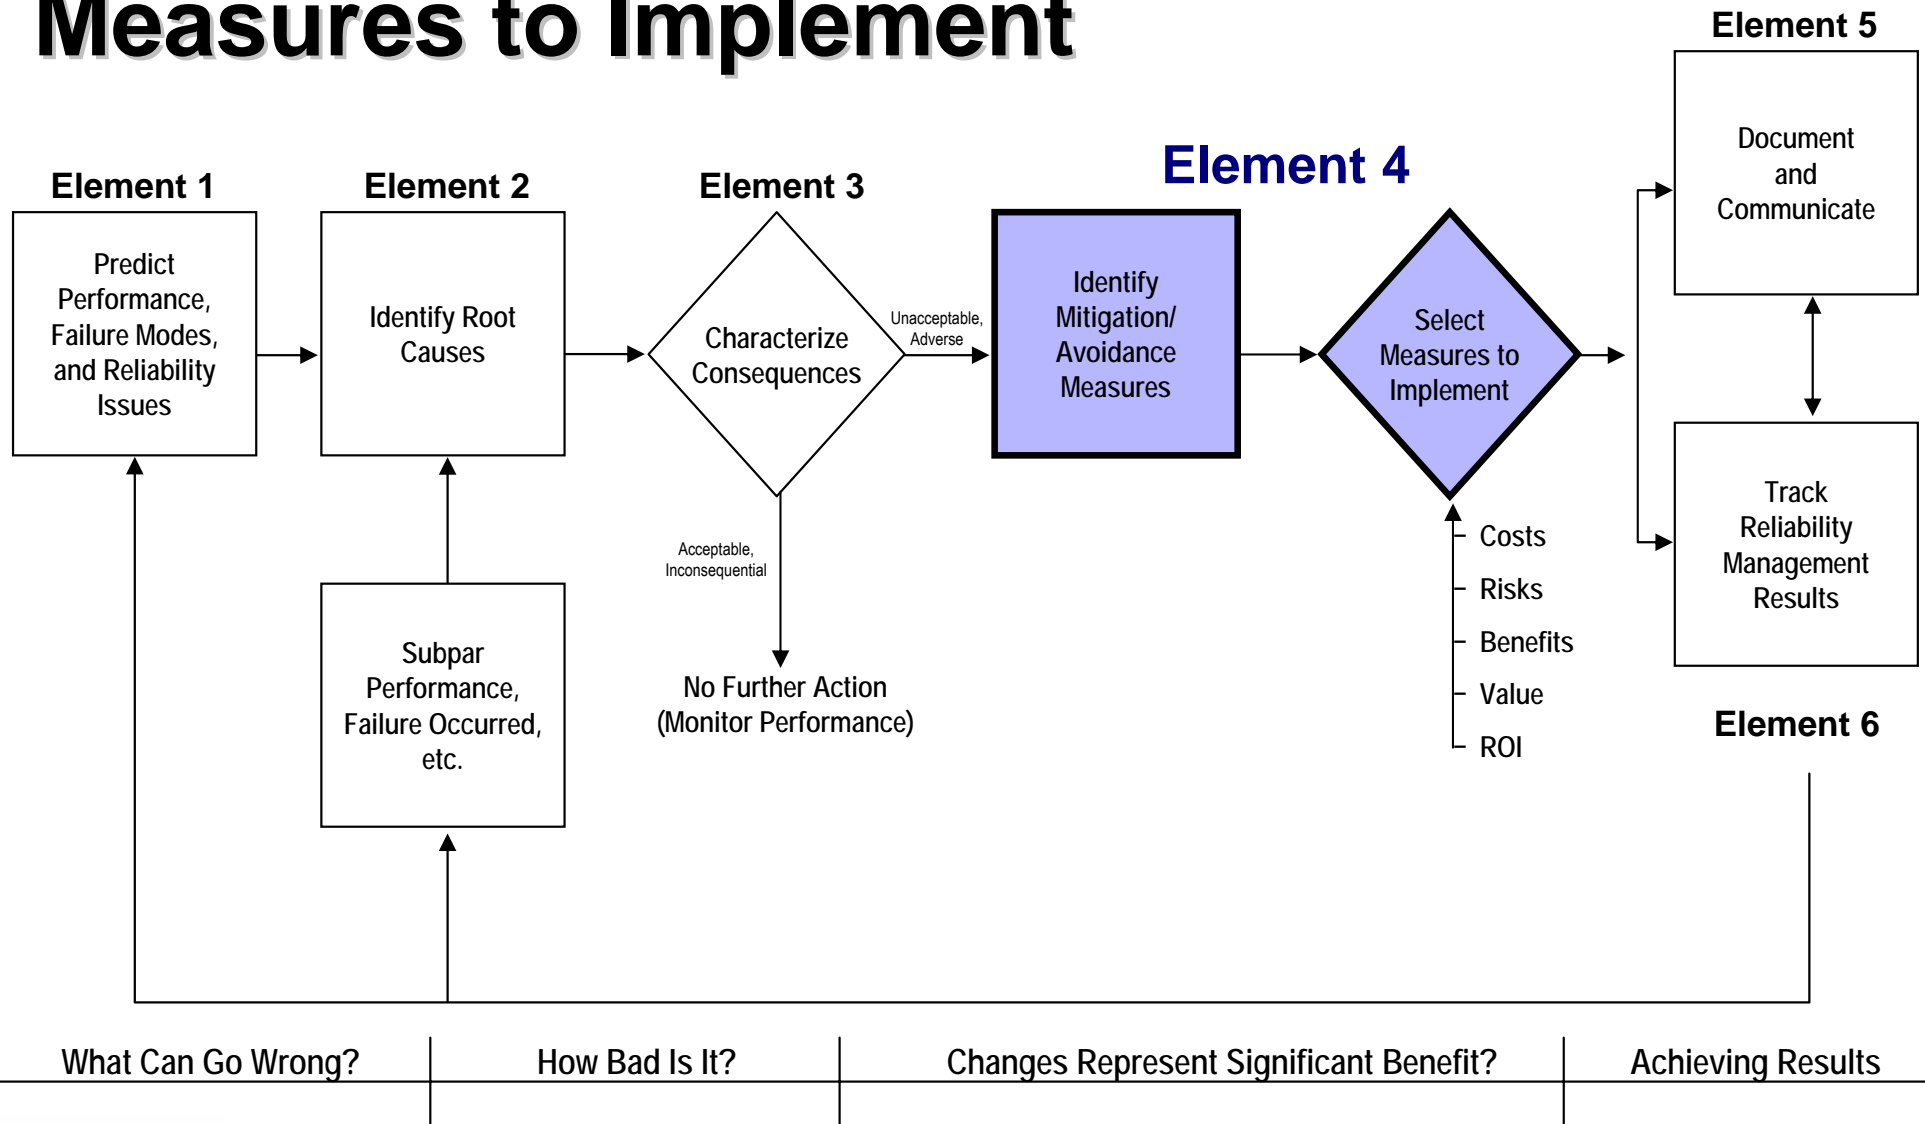 Measures to Implement
Element 1
Predict
Performance,
Failure Modes,
and Reliability
Issues
Element 2
Identify Root
Causes
Subpar
Performance,
Failure Occurred,
etc.
Element 3
Characterize
Consequences
Unacceptable,
Adverse
Acceptable,
Inconsequential
No Further Action
(Monitor Performance)
Element 4
Identify
Mitigation/
Avoidance
Measures
Select
Measures to
Implement
Costs
Risks
Benefits
Value
ROI
Element 5
Document
and
Communicate
Track
Reliability
Management
Results
Element 6
What Can Go Wrong?
How Bad Is It?
Changes Represent Significant Benefit?
Achieving Results